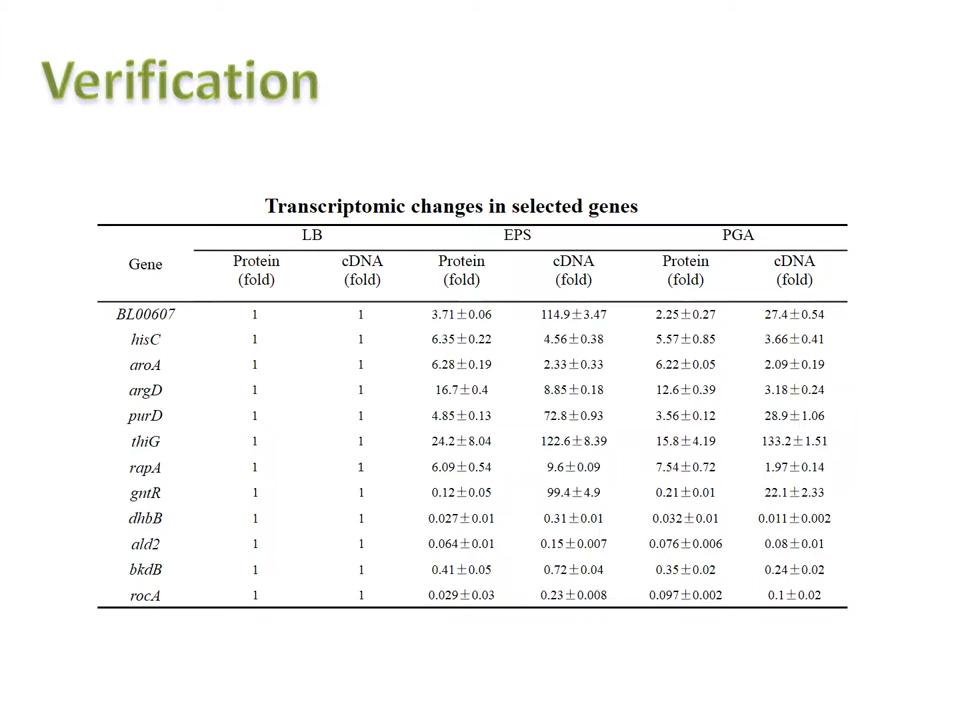 Verification
Transcriptomic changes in selected genes
Gene LB EPS PGA
Protein (fold) cDNA (fold) Protein (fold) cDNA (fold) Protein (fold) cDNA (fold)
BL00607 1 1 3.71±0.06 114.9±3.47 2.25±0.27 27.4±0.54
hisC 1 1 6.35±0.22 4.56±0.38 5.57±0.85 3.66±0.41
aroA 1 1 6.28±0.19 2.33±0.33 6.22±0.05 2.09±0.19
argD 1 1 16.7±0.4 8.85±0.18 12.6±0.39 3.18±0.24
purD 1 1 4.85±0.13 72.8±0.93 3.56±0.12 28.9±1.06
thiG 1 1 24.2±8.04 122.6±8.39 15.8±4.19 133.2±1.51
rapA 1 1 6.09±0.54 9.6±0.09 7.54±0.72 1.97±0.14
gntR 1 1 0.12±0.05 99.4±4.9 0.21±0.01 22.1±2.33
dhbB 1 1 0.027±0.01 0.31±0.01 0.032±0.01 0.011±0.002
ald2 1 1 0.064±0.01 0.15±0.007 0.076±0.006 0.08±0.01
bkdB 1 1 0.41±0.05 0.72±0.04 0.35±0.02 0.24±0.02
rocA 1 1 0.029±0.03 0.23±0.008 0.097±0.002 0.1±0.02